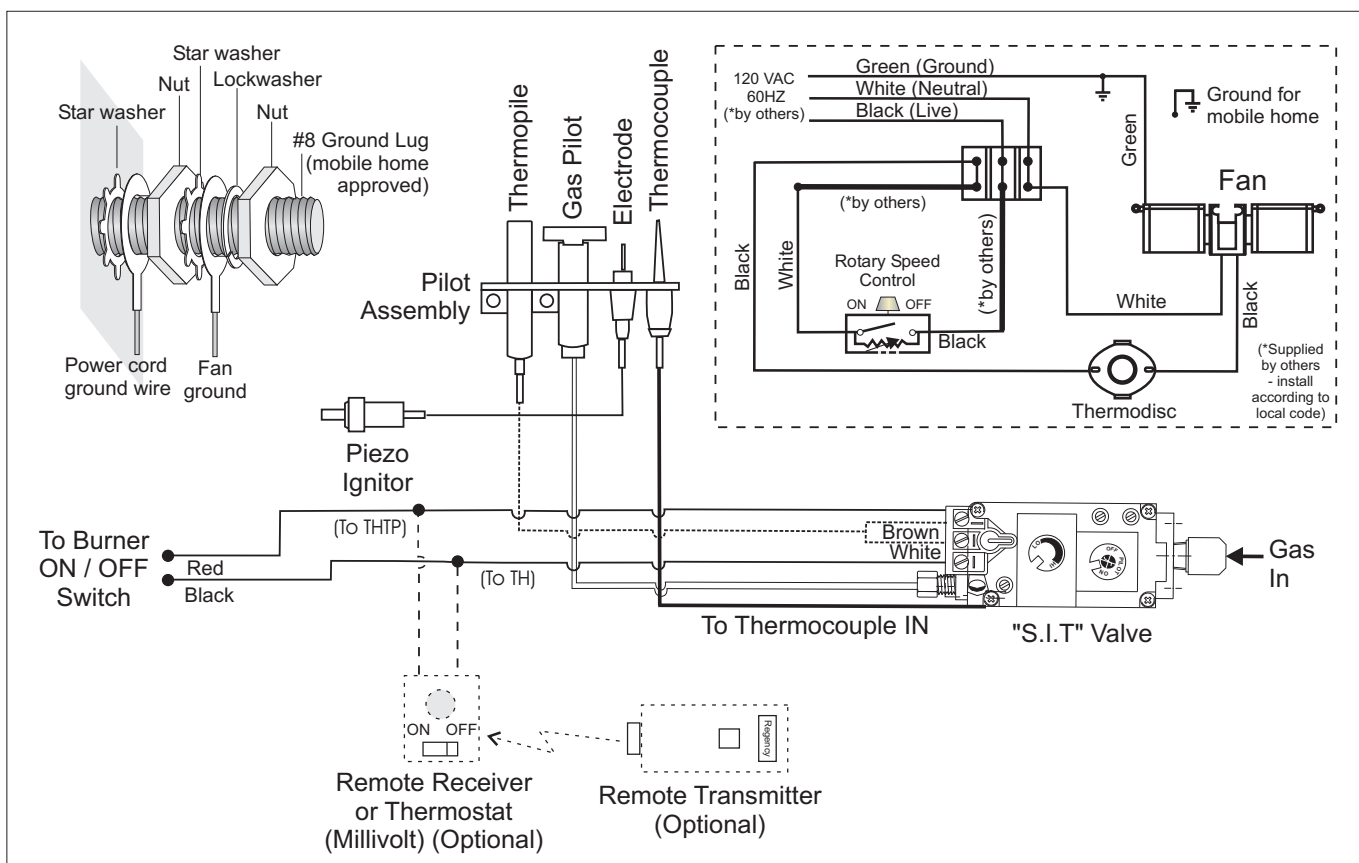 Star washer
Nut
Lockwasher
Star washer
Nut
#8 Ground Lug
(mobile home
approved)
Power cord
ground wire
Fan
ground
Thermopile
Gas Pilot
Electrode
Thermocouple
Pilot
Assembly
Piezo
Ignitor
120 VAC
60HZ
(*by others)
Green (Ground)
White (Neutral)
Black (Live)
Ground for
mobile home
Green
Fan
(*by others)
(*by others)
Black
White
Rotary Speed
Control
ON OFF
Black
White
Black
Thermodisc
(*Supplied
by others
- install
according to
local code)
To Burner
ON / OFF
Switch
(To THTP)
Red
Black
(To TH)
Brown
White
LO
HI
OFF
PILOT
ON
Gas
In
To Thermocouple IN
"S.I.T" Valve
ON OFF
Remote Receiver
or Thermostat
(Millivolt) (Optional)
Regency
Remote Transmitter
(Optional)